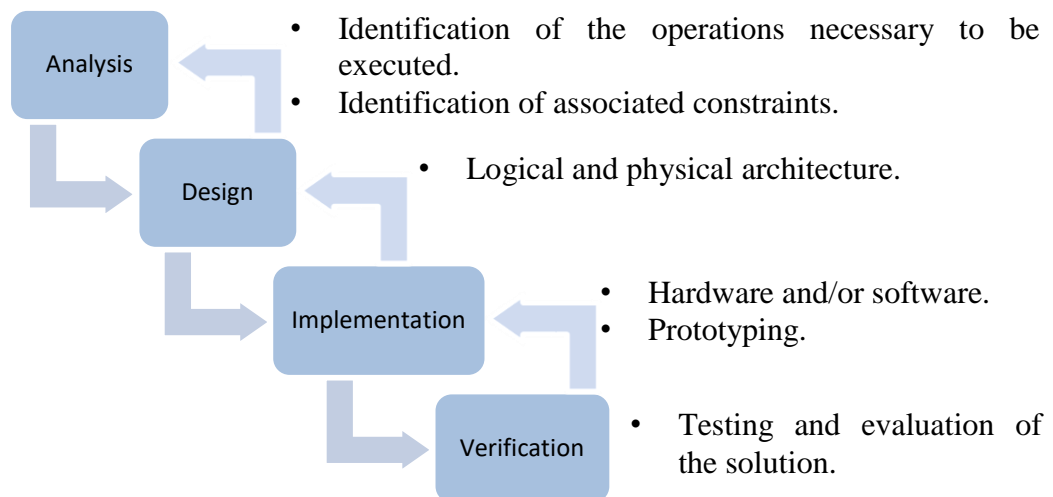 Analysis
• Identification of the operations necessary to be
executed.
• Identification of associated constraints.
Design
• Logical and physical architecture.
Implementation
• Hardware and/or software.
• Prototyping.
Verification
• Testing and evaluation of
the solution.